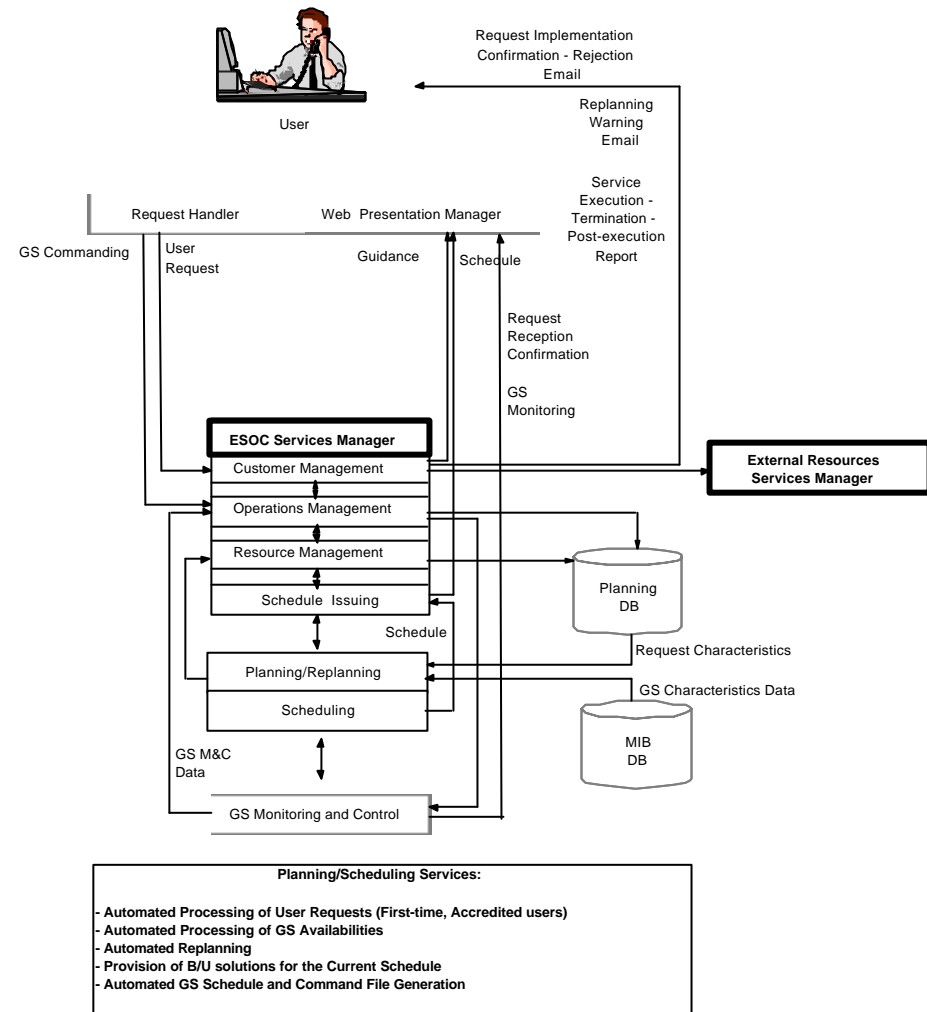 Request Implementation
Confirmation - Rejection
Email
User
Replanning
Warning
Email
Service
Execution -
Termination -
Post-execution
Report
Request Handler
Web Presentation Manager
GS Commanding
User
Request
Guidance
Schedule
Request
Reception
Confirmation
GS
Monitoring
ESOC Services Manager
Customer Management
Operations Management
Resource Management
Schedule Issuing
External Resources
Services Manager
Planning
DB
Schedule
Request Characteristics
Planning/Replanning
Scheduling
GS Characteristics Data
MIB
DB
GS M&C
Data
GS Monitoring and Control
Planning/Scheduling Services:
- Automated Processing of User Requests (First-time, Accredited users)
- Automated Processing of GS Availabilities
- Automated Replanning
- Provision of B/U solutions for the Current Schedule
- Automated GS Schedule and Command File Generation